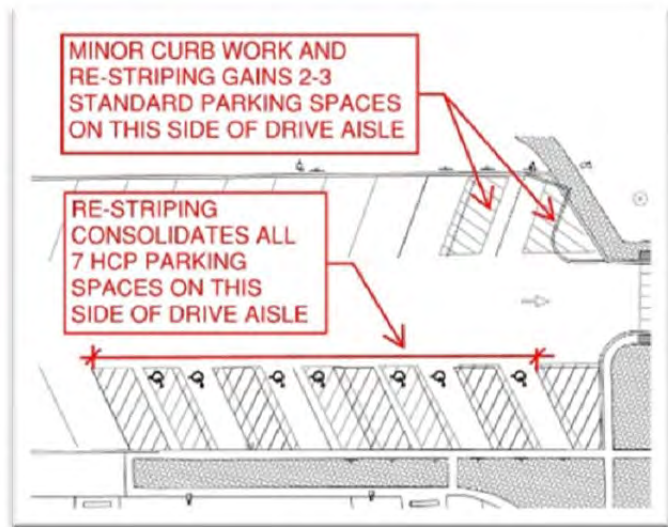 MINOR CURB WORK AND
RE-STRIPING GAINS 2-3
STANDARD PARKING SPACES
ON THIS SIDE OF DRIVE AISLE
RE-STRIPING
CONSOLIDATES ALL
7 HCP PARKING
SPACES ON THIS
SIDE OF DRIVE AISLE